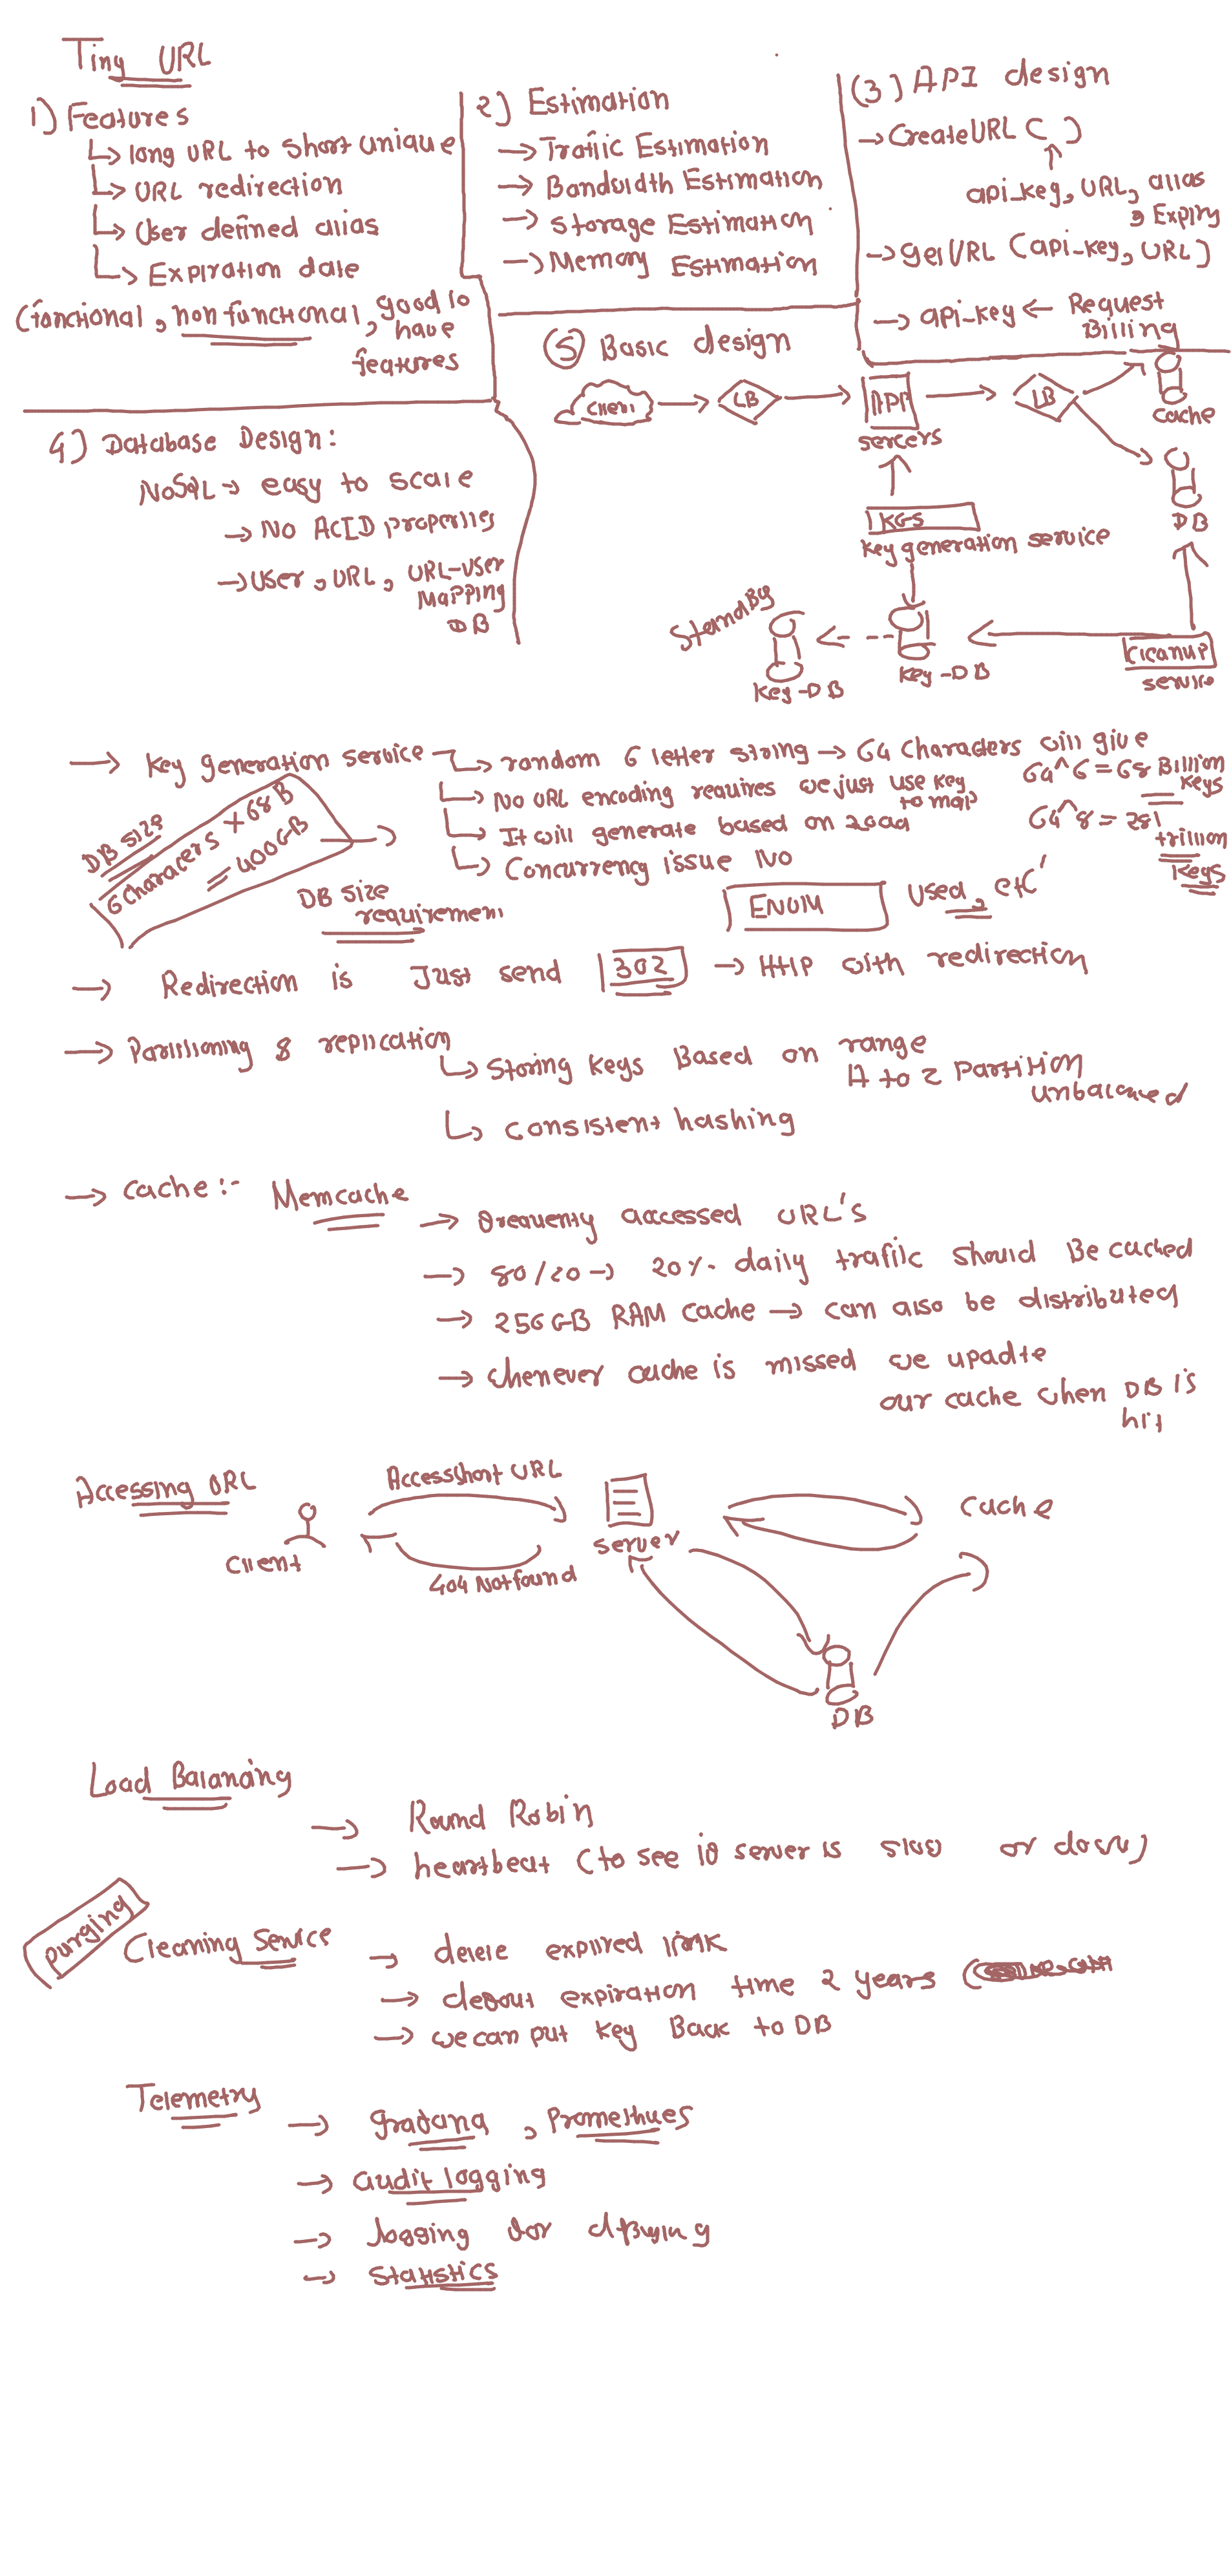 Tiny URL
1) Features
long URL to short unique
URL redirection
User defined alias
Expiration date
(fonctional, non functional, good to
have
features
2) Estimation
Traffic Estimation
Bandwidth Estimation
Storage Estimation
Memory Estimation
(3) API design
CreateURL ( )
api_key, URL, alias
, Expiry
getURL (api_key, URL)
api_key ← Request
Billing
4) Database Design:
NoSQL → easy to scale
→ No ACID properties
→ User, URL, URL-User
Mapping
DB
5 Basic design
Client
LB
APP
servers
LB
Cache
DB
KGS
Key generation service
StandBy
Key-DB
Key-DB
Cleanup
service
→ Key generation service
random 6 letter string → 64 Characters will give
64^6 = 68 Billion
Keys
No URL encoding requires we just use key
to map
64^8 = 281
trillion
Keys
It will generate based on load
Concurrency issue No
DB size
6 Characers x 68 B
= 400GB
DB size
requirement
ENUM
Used, etc'
→ Redirection is Just send 302 → HTTP with redirection
→ Partitioning & replication
Storing Keys Based on range
A to Z Partition
unbalanced
consistent hashing
→ Cache:- Memcache
→ frequenty aaccessed URL's
→ 80/20 → 20% daily traffic should Be cached
→ 256GB RAM Cache → can also be distributed
→ whenever cache is missed we upadte
our cache when DB is
hit
Accessing URL
Access short URL
Client
404 Not found
Server
Cache
DB
Load Balancing
→ Round Robin
→ heartbeat (to see if server is slow or down)
Purging
Cleaning Service
→ delete expired link
→ default expiration time 2 years
→ we can put Key Back to DB
Telemetry
→ grafana, Promethues
→ audit logging
→ logging for
→ Statistics